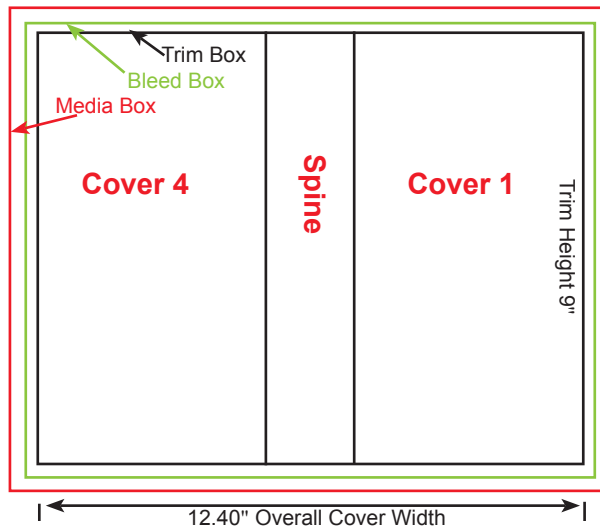 Trim Box
Bleed Box
Media Box
Cover 4
Spine
Cover 1
Trim Height 9"
12.40" Overall Cover Width